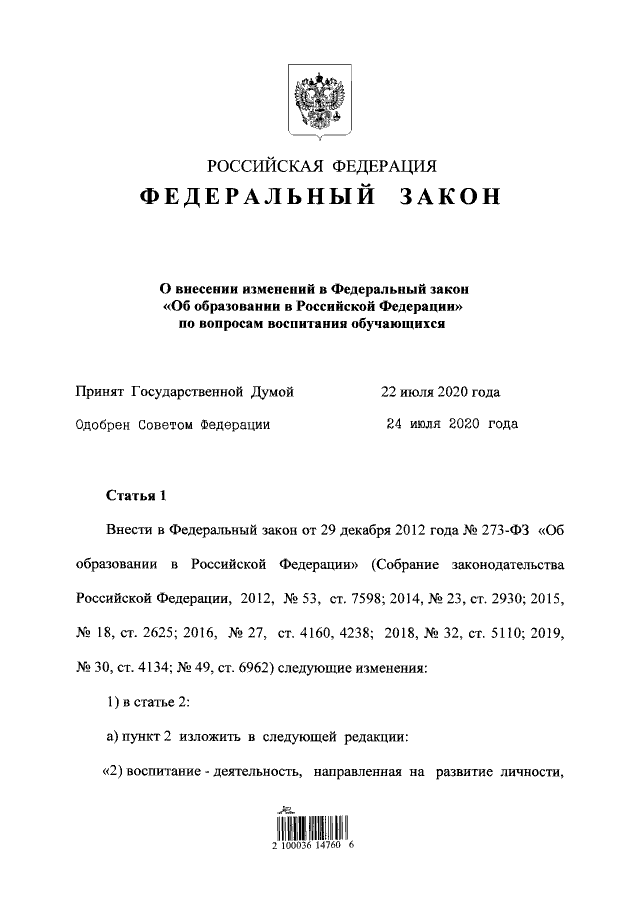 РОССИЙСКАЯ ФЕДЕРАЦИЯ
ФЕДЕРАЛЬНЫЙ ЗАКОН
О внесении изменений в Федеральный закон
«Об образовании в Российской Федерации»
по вопросам воспитания обучающихся
Принят Государственной Думой 22 июля 2020 года
Одобрен Советом Федерации 24 июля 2020 года
Статья 1
Внести в Федеральный закон от 29 декабря 2012 года № 273-ФЗ «Об
образовании в Российской Федерации» (Собрание законодательства
Российской Федерации, 2012, № 53, ст. 7598; 2014, № 23, ст. 2930; 2015,
№ 18, ст. 2625; 2016, № 27, ст. 4160, 4238; 2018, № 32, ст. 5110; 2019,
№ 30, ст. 4134; № 49, ст. 6962) следующие изменения:
1) в статье 2:
а) пункт 2 изложить в следующей редакции:
«2) воспитание - деятельность, направленная на развитие личности,
2 100036 14760 6